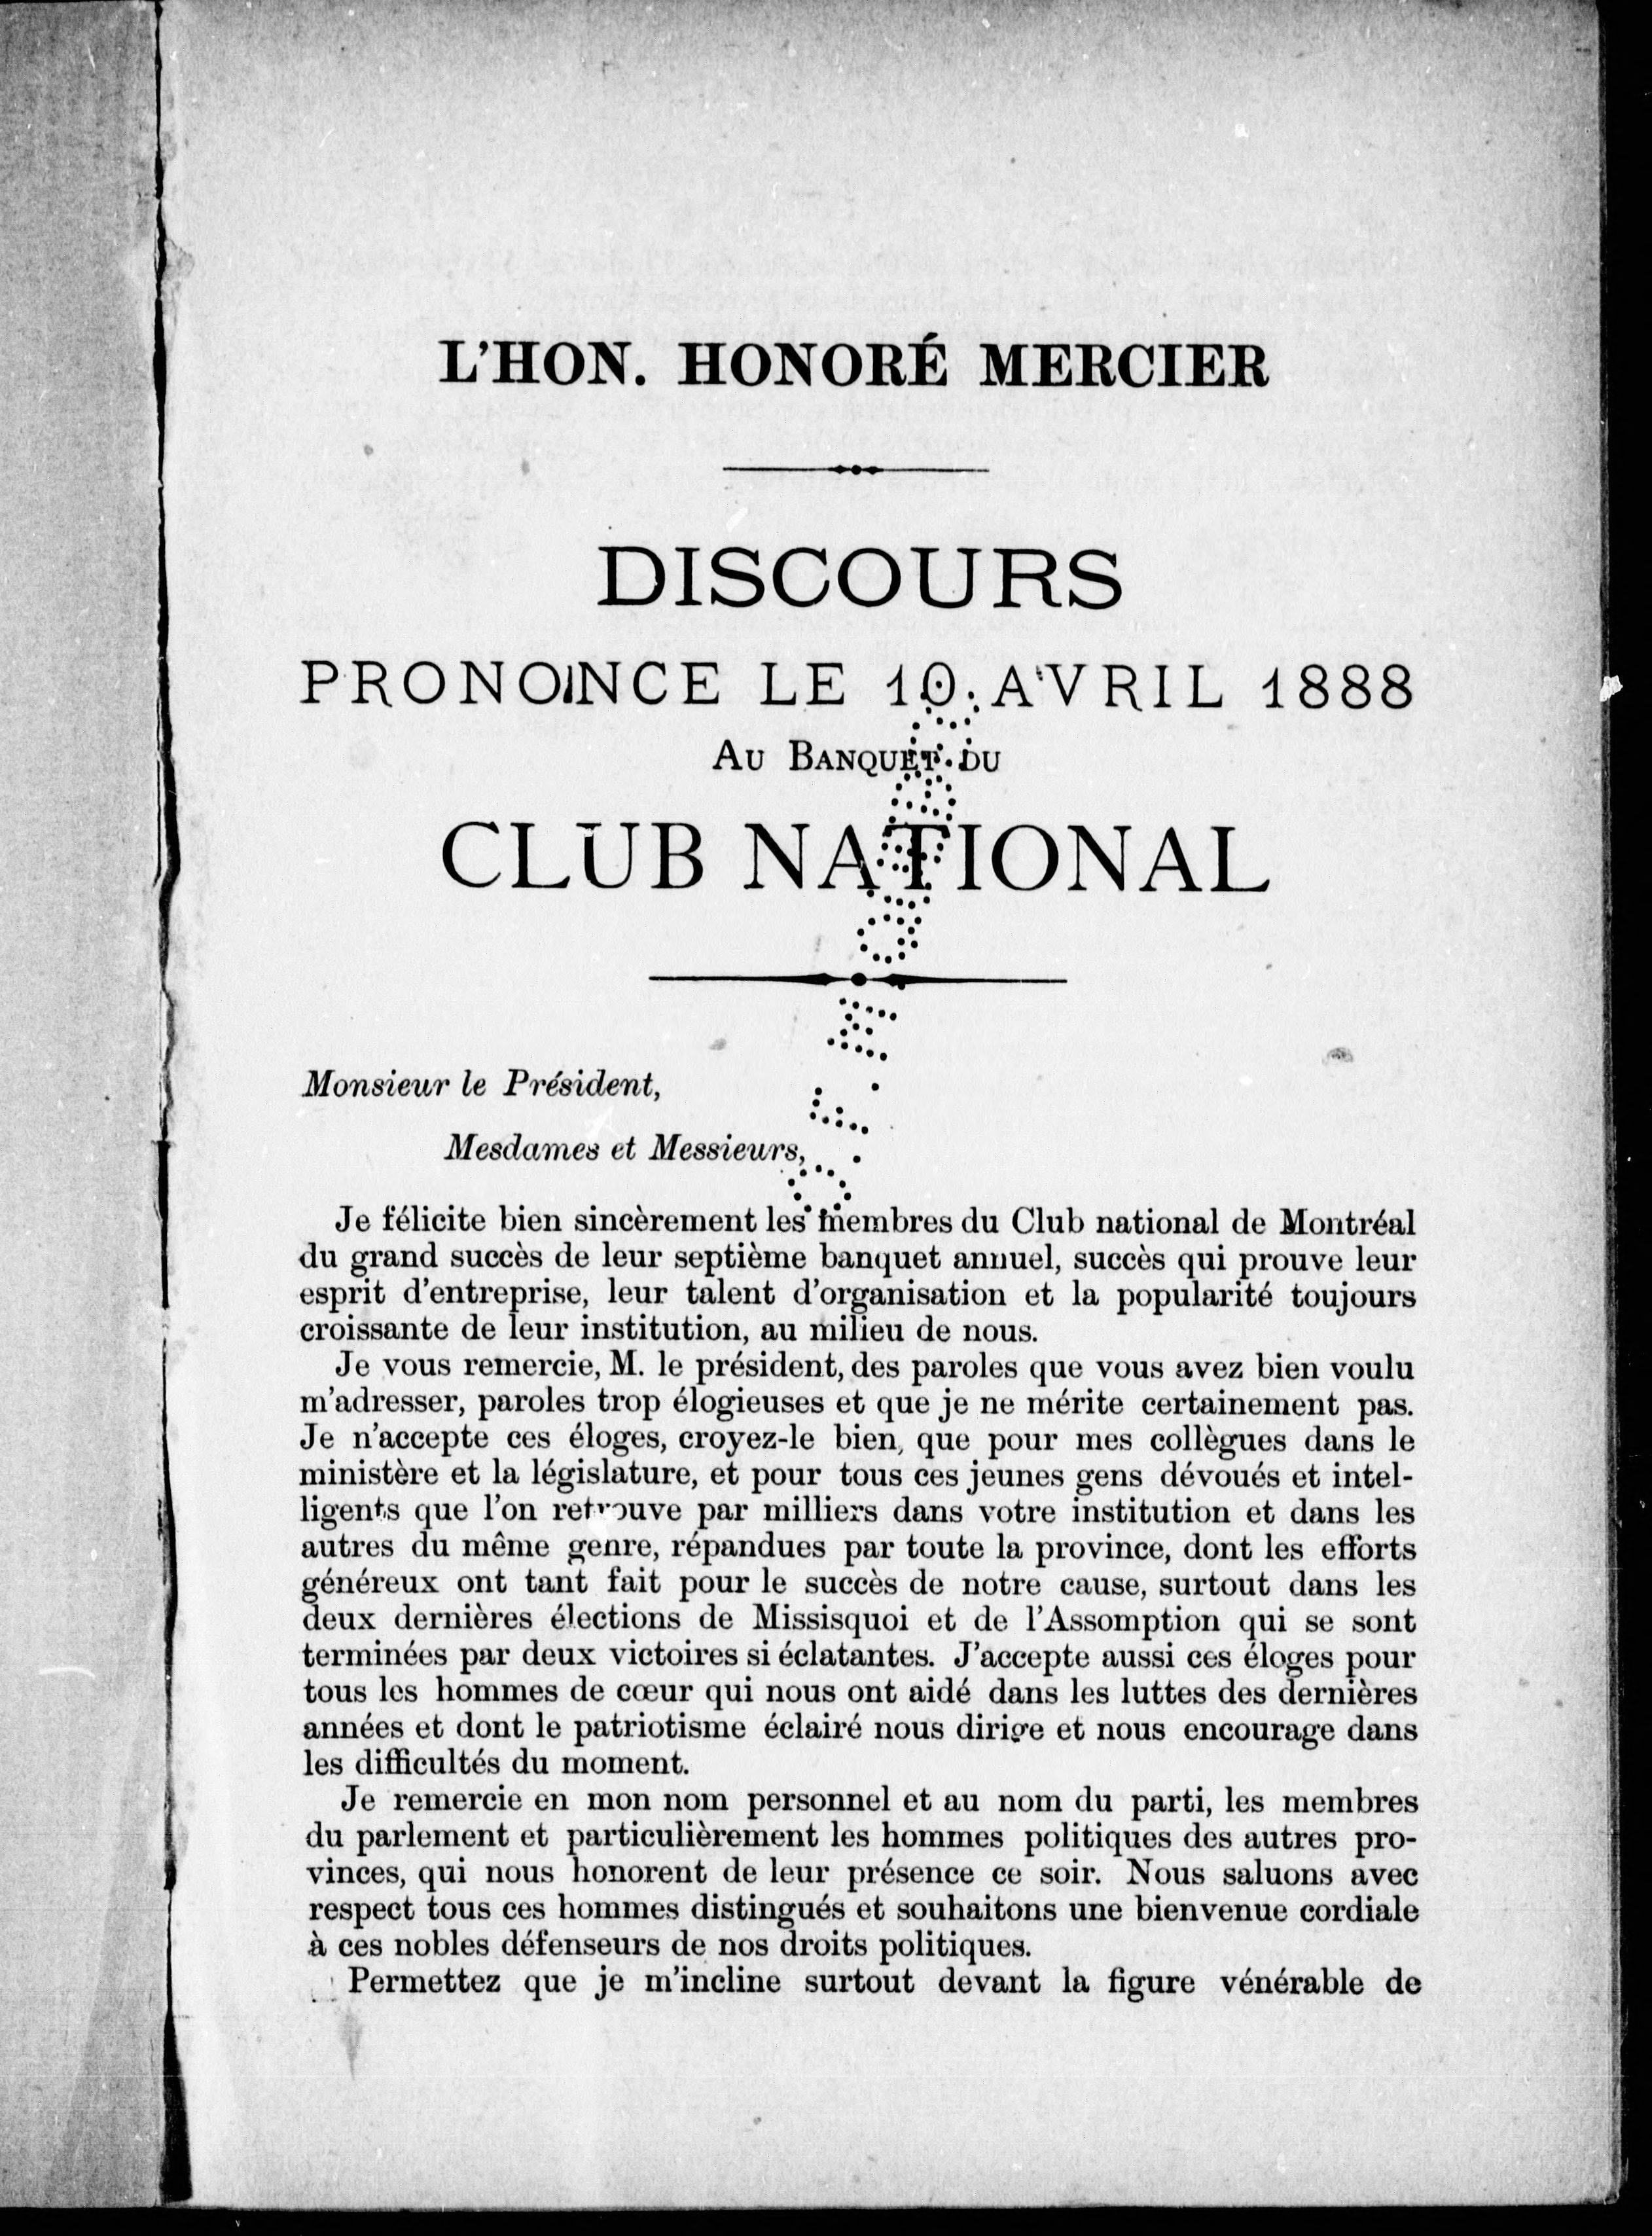 L'HON. HONORÉ MERCIER
DISCOURS
PRONONCE LE 10 AVRIL 1888
AU BANQUET DU
CLUB NATIONAL
Monsieur le Président,
Mesdames et Messieurs,
Je félicite bien sincèrement les membres du Club national de Montréal
du grand succès de leur septième banquet annuel, succès qui prouve leur
esprit d'entreprise, leur talent d'organisation et la popularité toujours
croissante de leur institution, au milieu de nous.
Je vous remercie, M. le président, des paroles que vous avez bien voulu
m'adresser, paroles trop élogieuses et que je ne mérite certainement pas.
Je n'accepte ces éloges, croyez-le bien, que pour mes collègues dans le
ministère et la législature, et pour tous ces jeunes gens dévoués et intel-
ligents que l'on retrouve par milliers dans votre institution et dans les
autres du même genre, répandues par toute la province, dont les efforts
généreux ont tant fait pour le succès de notre cause, surtout dans les
deux dernières élections de Missisquoi et de l'Assomption qui se sont
terminées par deux victoires si éclatantes. J'accepte aussi ces éloges pour
tous les hommes de cœur qui nous ont aidé dans les luttes des dernières
années et dont le patriotisme éclairé nous dirige et nous encourage dans
les difficultés du moment.
Je remercie en mon nom personnel et au nom du parti, les membres
du parlement et particulièrement les hommes politiques des autres pro-
vinces, qui nous honorent de leur présence ce soir. Nous saluons avec
respect tous ces hommes distingués et souhaitons une bienvenue cordiale
à ces nobles défenseurs de nos droits politiques.
Permettez que je m'incline surtout devant la figure vénérable de